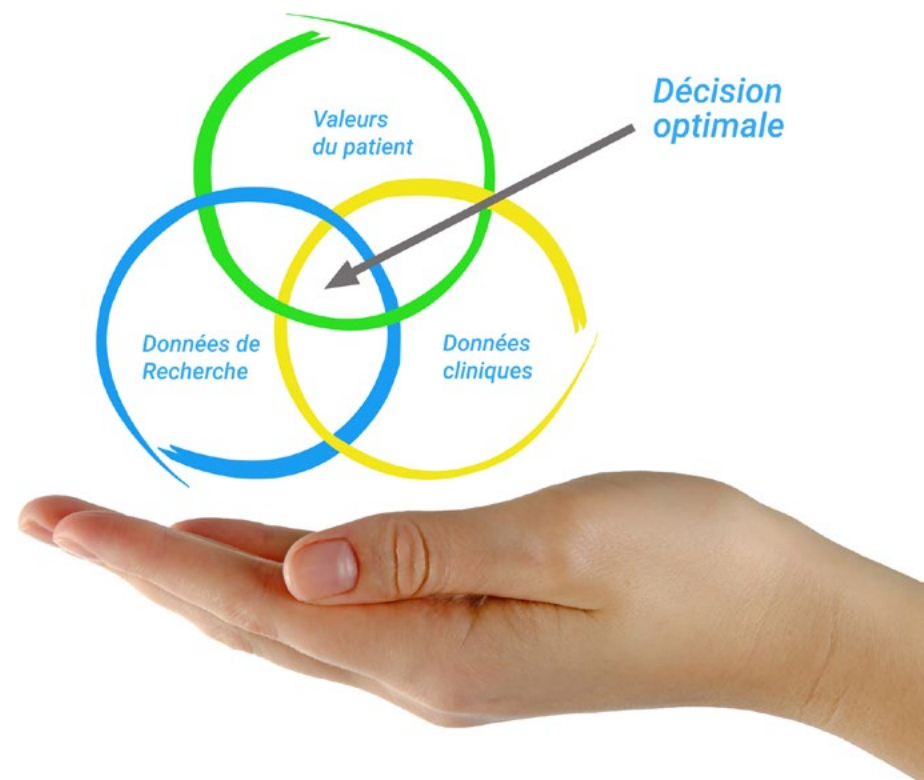 Valeurs
du patient
Décision
optimale
Données de
Recherche
Données
cliniques